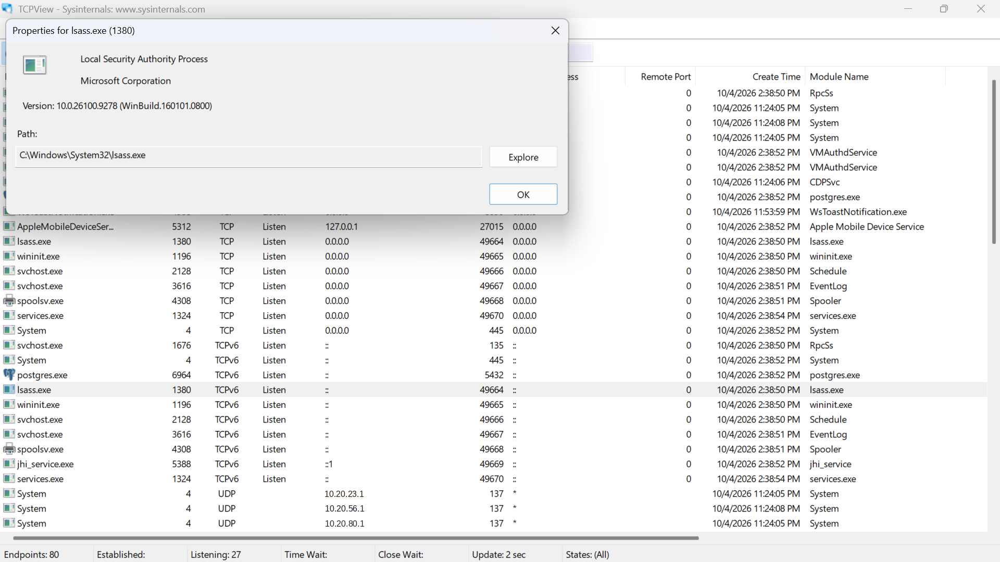 TCPView - Sysinternals: www.sysinternals.com
Properties for lsass.exe (1380)
Local Security Authority Process
Microsoft Corporation
Version: 10.0.26100.9278 (WinBuild.160101.0800)
Path:
C:\Windows\System32\lsass.exe
Explore
OK
ess Remote Port Create Time Module Name
0 10/4/2026 2:38:50 PM RpcSs
0 10/4/2026 11:24:05 PM System
0 10/4/2026 11:24:08 PM System
0 10/4/2026 11:24:05 PM System
0 10/4/2026 2:38:52 PM VMAuthdService
0 10/4/2026 2:38:52 PM VMAuthdService
0 10/4/2026 11:24:06 PM CDPSvc
0 10/4/2026 2:38:52 PM postgres.exe
0 10/4/2026 11:53:59 PM WsToastNotification.exe
AppleMobileDeviceSer... 5312 TCP Listen 127.0.0.1 27015 0.0.0.0 0 10/4/2026 2:38:52 PM Apple Mobile Device Service
lsass.exe 1380 TCP Listen 0.0.0.0 49664 0.0.0.0 0 10/4/2026 2:38:50 PM lsass.exe
wininit.exe 1196 TCP Listen 0.0.0.0 49665 0.0.0.0 0 10/4/2026 2:38:50 PM wininit.exe
svchost.exe 2128 TCP Listen 0.0.0.0 49666 0.0.0.0 0 10/4/2026 2:38:50 PM Schedule
svchost.exe 3616 TCP Listen 0.0.0.0 49667 0.0.0.0 0 10/4/2026 2:38:51 PM EventLog
spoolsv.exe 4308 TCP Listen 0.0.0.0 49668 0.0.0.0 0 10/4/2026 2:38:51 PM Spooler
services.exe 1324 TCP Listen 0.0.0.0 49670 0.0.0.0 0 10/4/2026 2:38:54 PM services.exe
System 4 TCP Listen 0.0.0.0 445 0.0.0.0 0 10/4/2026 2:38:52 PM System
svchost.exe 1676 TCPv6 Listen :: 135 :: 0 10/4/2026 2:38:50 PM RpcSs
System 4 TCPv6 Listen :: 445 :: 0 10/4/2026 2:38:52 PM System
postgres.exe 6964 TCPv6 Listen :: 5432 :: 0 10/4/2026 2:38:52 PM postgres.exe
lsass.exe 1380 TCPv6 Listen :: 49664 :: 0 10/4/2026 2:38:50 PM lsass.exe
wininit.exe 1196 TCPv6 Listen :: 49665 :: 0 10/4/2026 2:38:50 PM wininit.exe
svchost.exe 2128 TCPv6 Listen :: 49666 :: 0 10/4/2026 2:38:50 PM Schedule
svchost.exe 3616 TCPv6 Listen :: 49667 :: 0 10/4/2026 2:38:51 PM EventLog
spoolsv.exe 4308 TCPv6 Listen :: 49668 :: 0 10/4/2026 2:38:51 PM Spooler
jhi_service.exe 5388 TCPv6 Listen ::1 49669 :: 0 10/4/2026 2:38:52 PM jhi_service
services.exe 1324 TCPv6 Listen :: 49670 :: 0 10/4/2026 2:38:54 PM services.exe
System 4 UDP 10.20.23.1 137 * 10/4/2026 11:24:05 PM System
System 4 UDP 10.20.56.1 137 * 10/4/2026 11:24:08 PM System
System 4 UDP 10.20.80.1 137 * 10/4/2026 11:24:05 PM System
Endpoints: 80 Established: Listening: 27 Time Wait: Close Wait: Update: 2 sec States: (All)